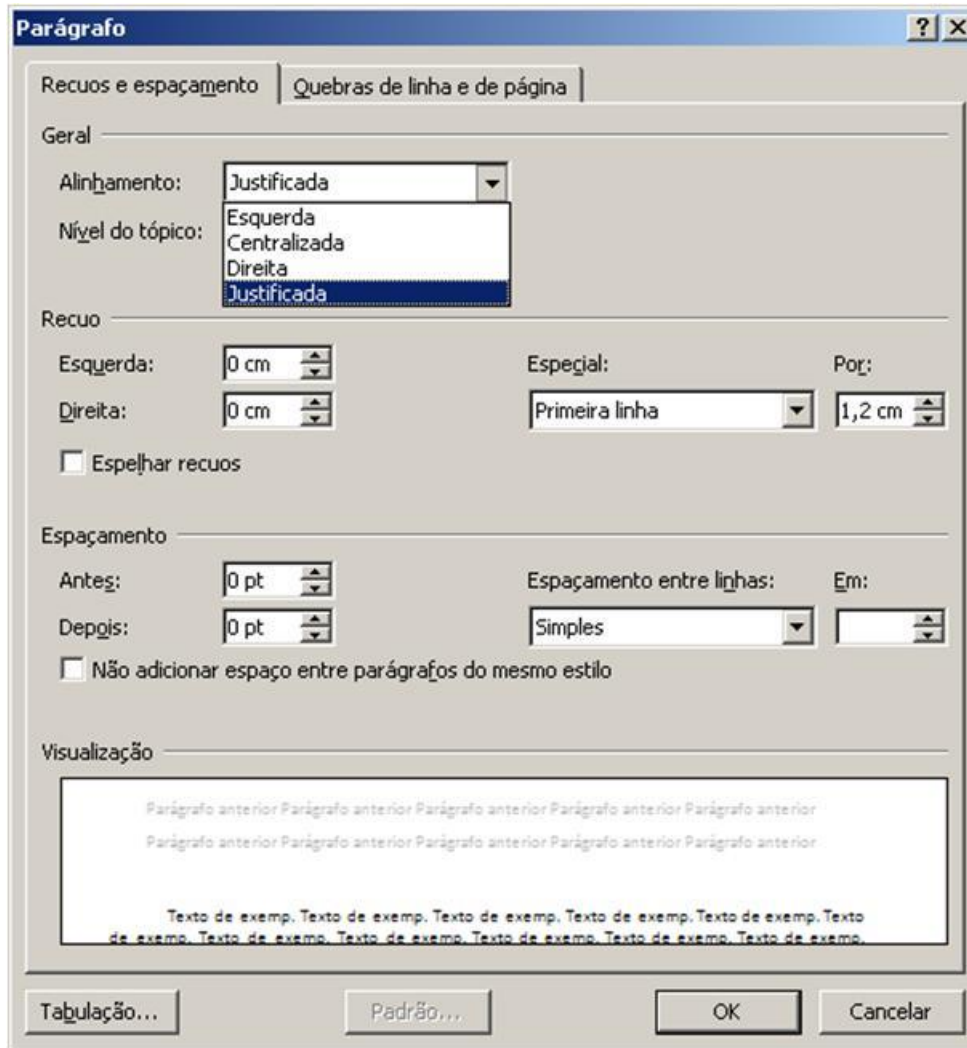 Parágrafo
Recuos e espaçamento Quebras de linha e de página
Geral
Alinhamento: Justificada
Nível do tópico: Esquerda
Centralizada
Direita
Justificada
Recuo
Esquerda: 0 cm Especial: Por:
Direita: 0 cm Primeira linha 1,2 cm
Espelhar recuos
Espaçamento
Antes: 0 pt Espaçamento entre linhas: Em:
Depois: 0 pt Simples
Não adicionar espaço entre parágrafos do mesmo estilo
Visualização
Parágrafo anterior Parágrafo anterior Parágrafo anterior Parágrafo anterior Parágrafo anterior
Parágrafo anterior Parágrafo anterior Parágrafo anterior Parágrafo anterior Parágrafo anterior
Texto de exemp. Texto de exemp. Texto de exemp. Texto de exemp. Texto de exemp. Texto
de exemp. Texto de exemp. Texto de exemp. Texto de exemp. Texto de exemp. Texto de exemp.
Tabulação... Padrão... OK Cancelar